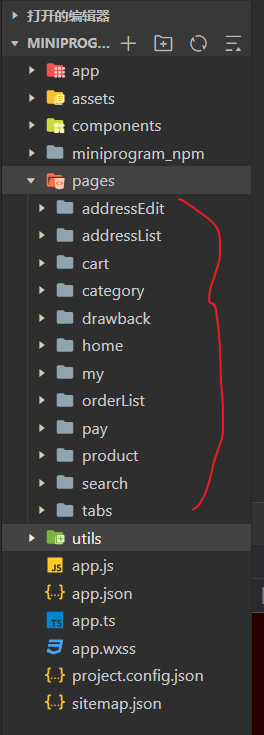 打开的编辑器
MINIPROG...
app
assets
components
miniprogram_npm
pages
addressEdit
addressList
cart
category
drawback
home
my
orderList
pay
product
search
tabs
utils
JS app.js
{..} app.json
TS app.ts
app.wxss
{..} project.config.json
{..} sitemap.json